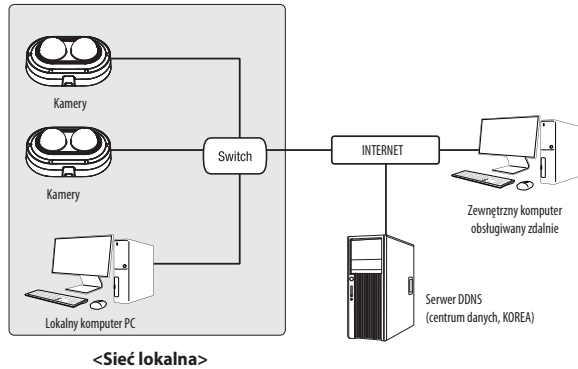 Kamery
Kamery
Switch
INTERNET
Lokalny komputer PC
Zewnętrzny komputer
obsługiwany zdalnie
Serwer DDNS
(centrum danych, KOREA)
<Sieć lokalna>